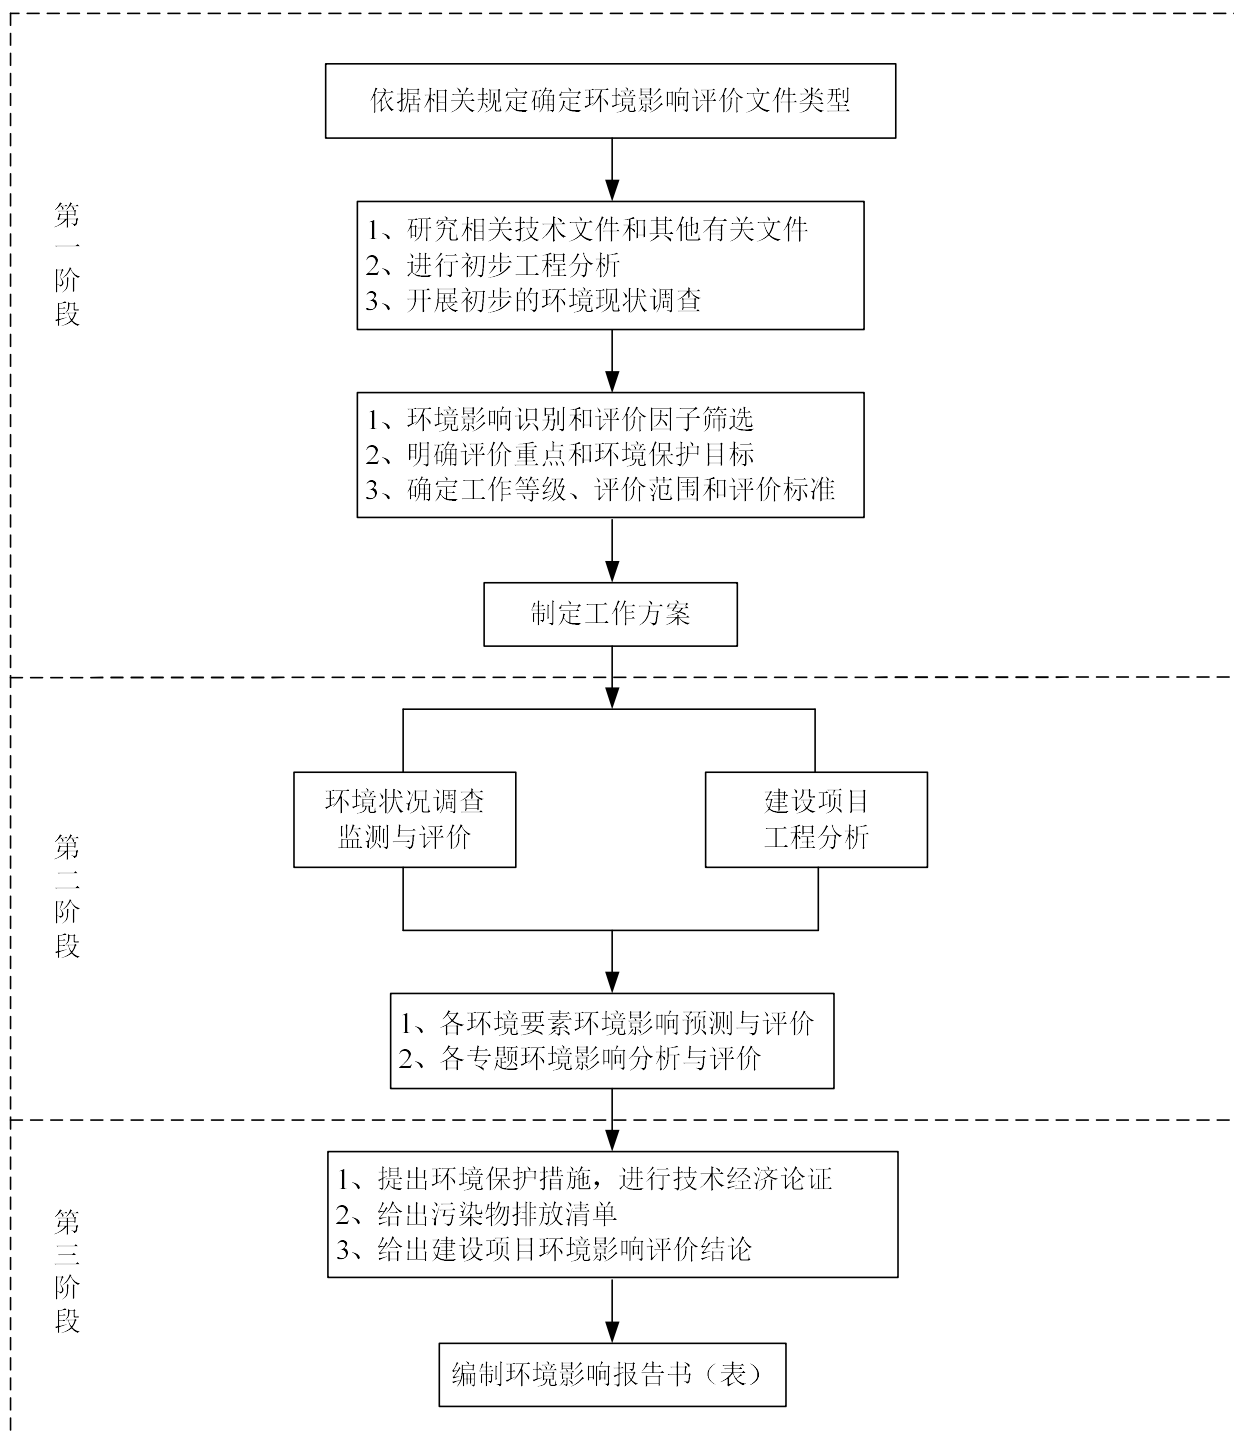 依据相关规定确定环境影响评价文件类型
第一阶段
1、研究相关技术文件和其他有关文件
2、进行初步工程分析
3、开展初步的环境现状调查
1、环境影响识别和评价因子筛选
2、明确评价重点和环境保护目标
3、确定工作等级、评价范围和评价标准
制定工作方案
第二阶段
环境状况调查
监测与评价
建设项目
工程分析
1、各环境要素环境影响预测与评价
2、各专题环境影响分析与评价
第三阶段
1、提出环境保护措施，进行技术经济论证
2、给出污染物排放清单
3、给出建设项目环境影响评价结论
编制环境影响报告书（表）